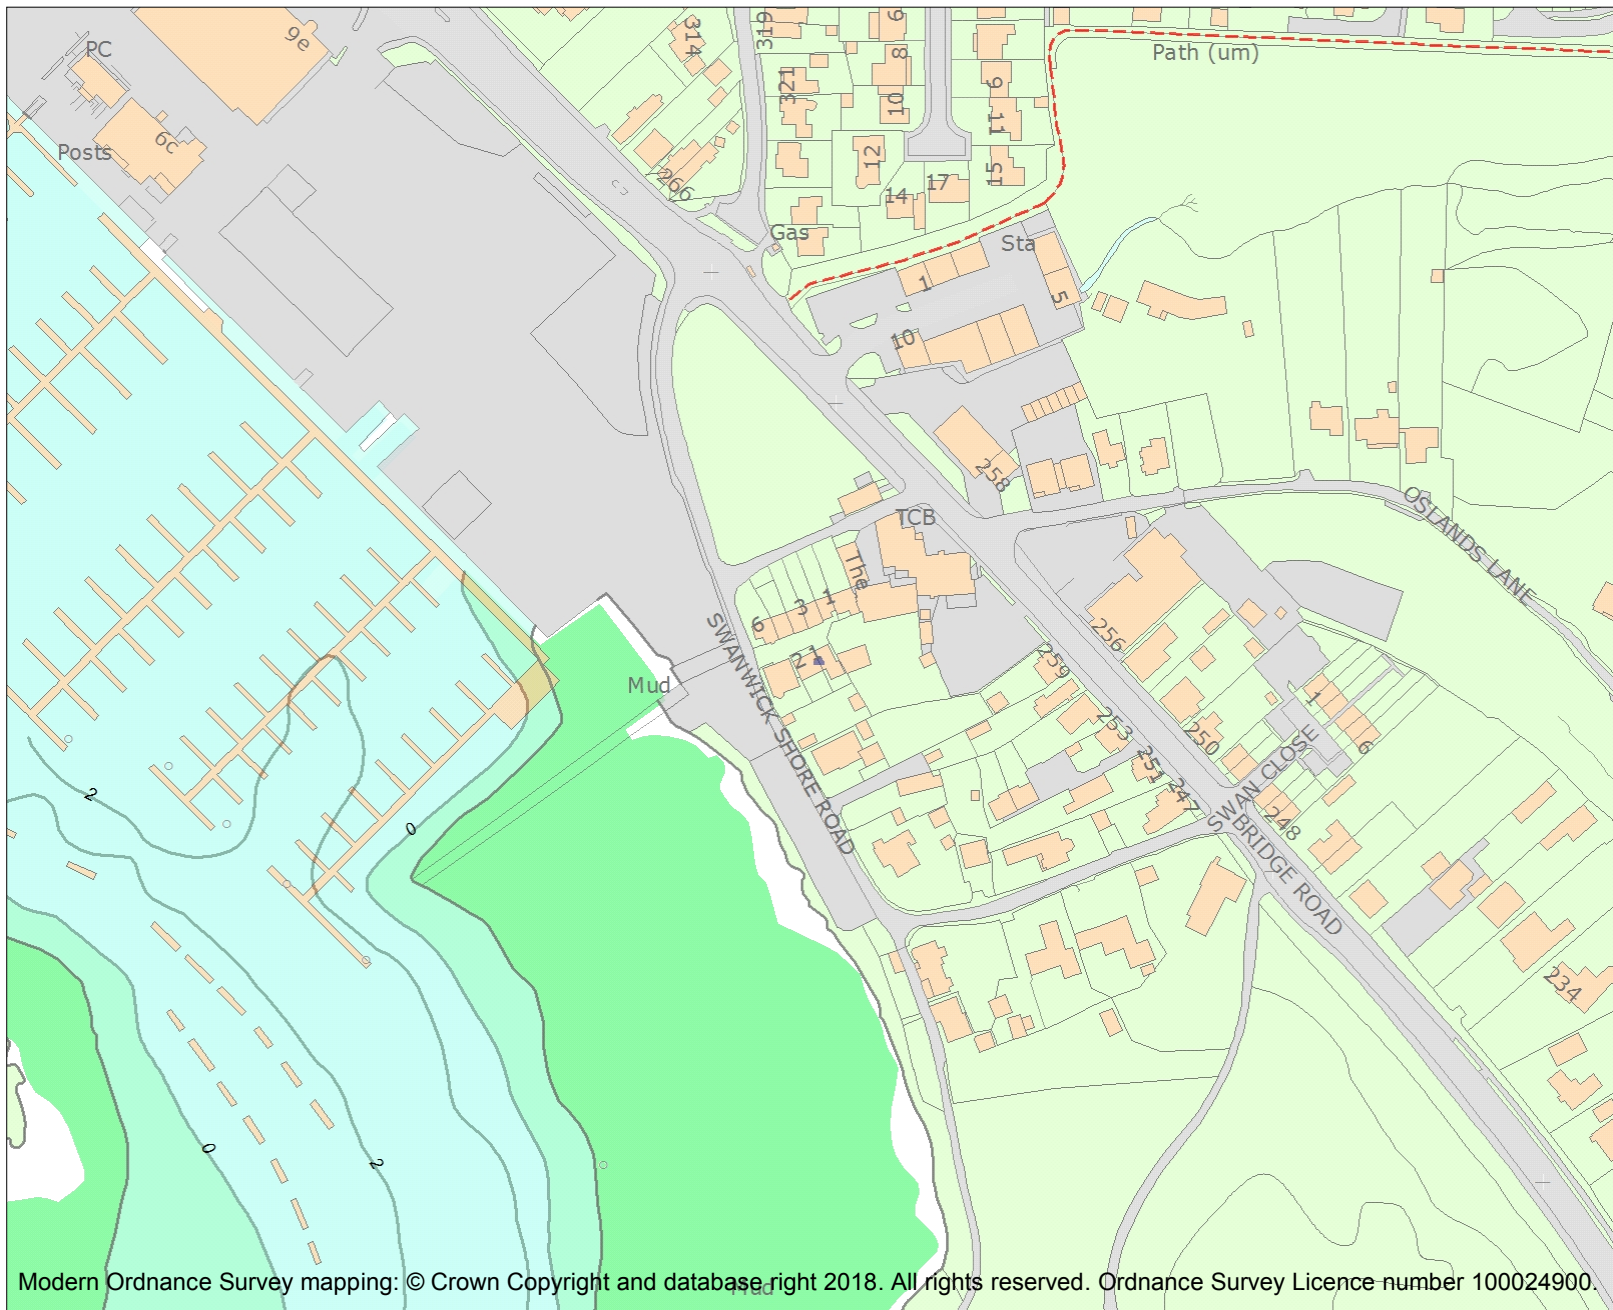 PC
9e
314
319
6
8
321
10
6
11
Path (um)
6c
Posts
12
15
266
17
14
Gas
Sta
1
5
10
258
OSLANDS LANE
TCB
The
1
3
6
256
1
2
259
Mud
SWANWICK SHORE ROAD
1
253
250
6
SWAN CLOSE
251
247
2
248
0
BRIDGE ROAD
234
0
2
Mud
Modern Ordnance Survey mapping: © Crown Copyright and database right 2018. All rights reserved. Ordnance Survey Licence number 100024900.